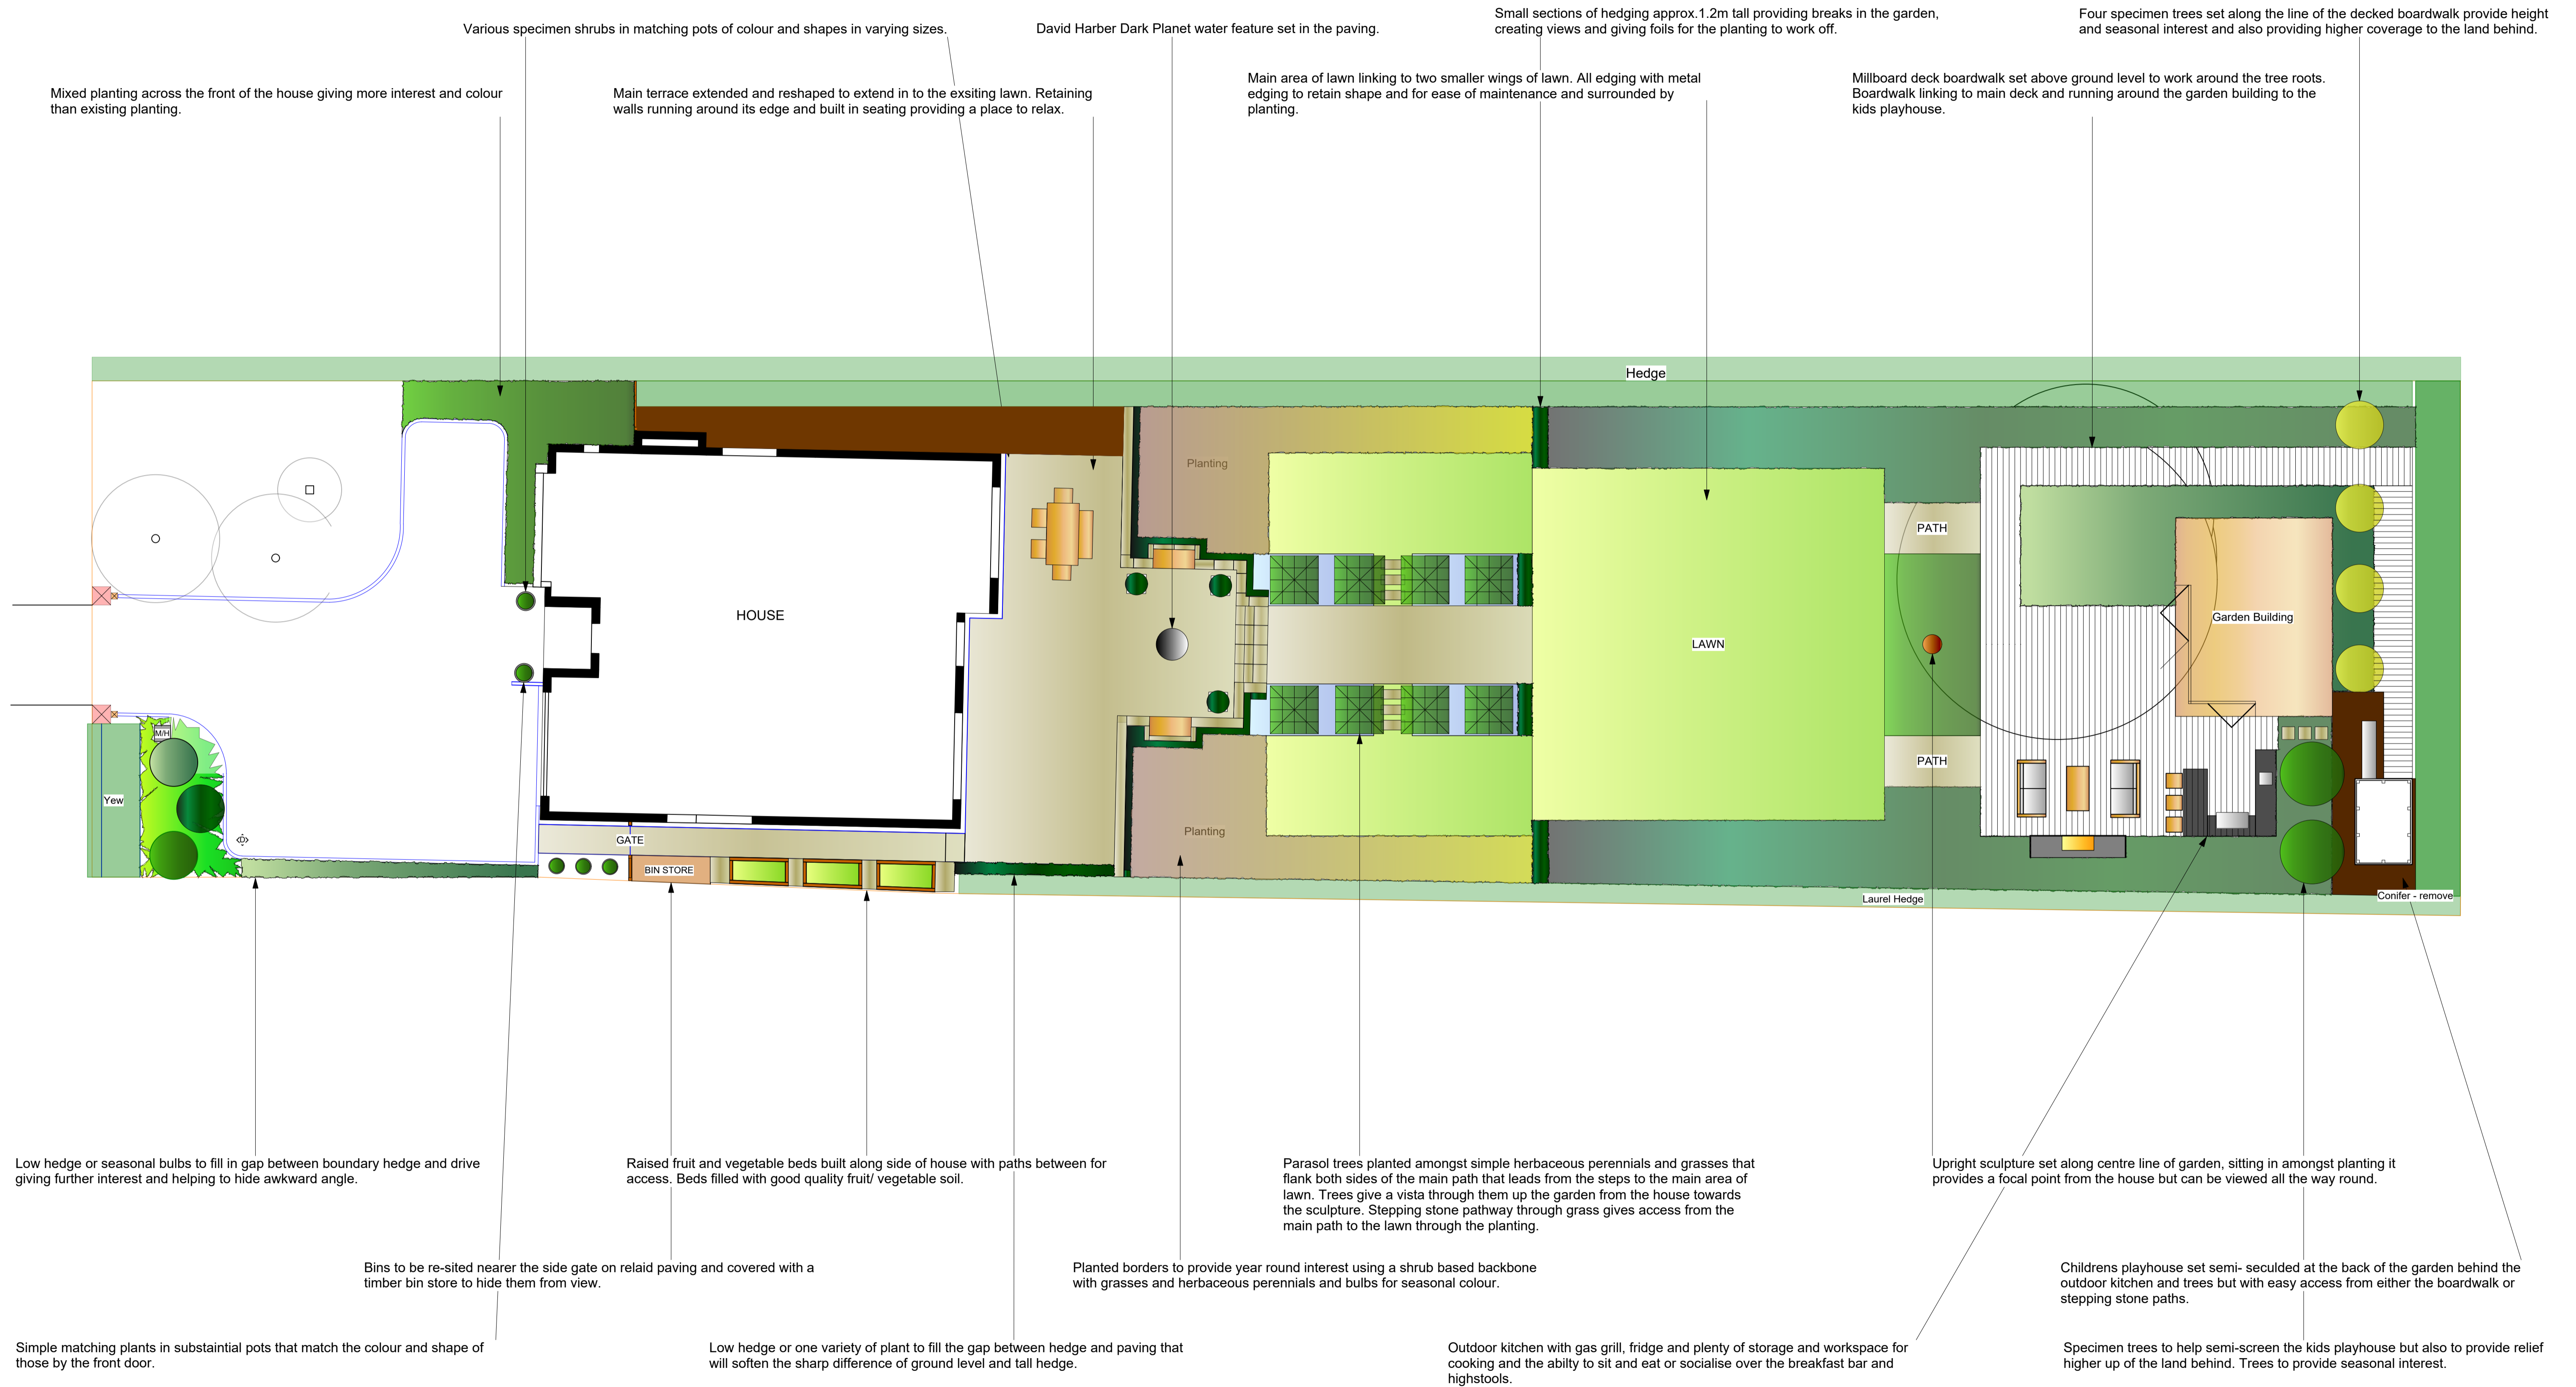 Various specimen shrubs in matching pots of colour and shapes in varying sizes.
David Harber Dark Planet water feature set in the paving.
Small sections of hedging approx.1.2m tall providing breaks in the garden,
creating views and giving foils for the planting to work off.
Four specimen trees set along the line of the decked boardwalk provide height
and seasonal interest and also providing higher coverage to the land behind.
Mixed planting across the front of the house giving more interest and colour
than existing planting.
Main terrace extended and reshaped to extend in to the exsiting lawn. Retaining
walls running around its edge and built in seating providing a place to relax.
Main area of lawn linking to two smaller wings of lawn. All edging with metal
edging to retain shape and for ease of maintenance and surrounded by
planting.
Millboard deck boardwalk set above ground level to work around the tree roots.
Boardwalk linking to main deck and running around the garden building to the
kids playhouse.
Hedge
Planting
PATH
HOUSE
LAWN
Garden Building
M/H
PATH
Yew
Planting
GATE
BIN STORE
Laurel Hedge
Conifer - remove
Low hedge or seasonal bulbs to fill in gap between boundary hedge and drive
giving further interest and helping to hide awkward angle.
Raised fruit and vegetable beds built along side of house with paths between for
access. Beds filled with good quality fruit/ vegetable soil.
Parasol trees planted amongst simple herbaceous perennials and grasses that
flank both sides of the main path that leads from the steps to the main area of
lawn. Trees give a vista through them up the garden from the house towards
the sculpture. Stepping stone pathway through grass gives access from the
main path to the lawn through the planting.
Upright sculpture set along centre line of garden, sitting in amongst planting it
provides a focal point from the house but can be viewed all the way round.
Bins to be re-sited nearer the side gate on relaid paving and covered with a
timber bin store to hide them from view.
Planted borders to provide year round interest using a shrub based backbone
with grasses and herbaceous perennials and bulbs for seasonal colour.
Childrens playhouse set semi- seculded at the back of the garden behind the
outdoor kitchen and trees but with easy access from either the boardwalk or
stepping stone paths.
Simple matching plants in substaintial pots that match the colour and shape of
those by the front door.
Low hedge or one variety of plant to fill the gap between hedge and paving that
will soften the sharp difference of ground level and tall hedge.
Outdoor kitchen with gas grill, fridge and plenty of storage and workspace for
cooking and the abilty to sit and eat or socialise over the breakfast bar and
highstools.
Specimen trees to help semi-screen the kids playhouse but also to provide relief
higher up of the land behind. Trees to provide seasonal interest.